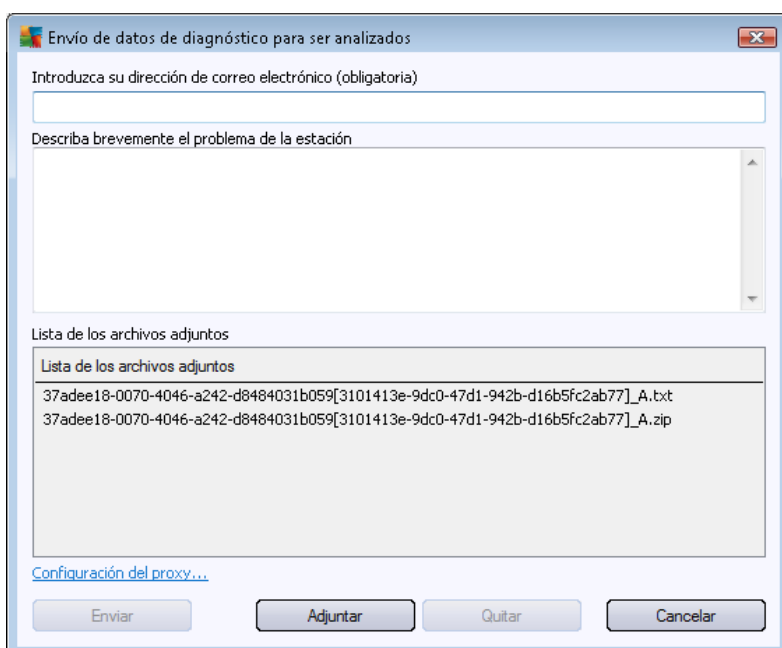 Envío de datos de diagnóstico para ser analizados
Introduzca su dirección de correo electrónico (obligatoria)
Describa brevemente el problema de la estación
Lista de los archivos adjuntos
Lista de los archivos adjuntos
37adee18-0070-4046-a242-d8484031b059[3101413e-9dc0-47d1-942b-d16b5fc2ab77]_A.txt
37adee18-0070-4046-a242-d8484031b059[3101413e-9dc0-47d1-942b-d16b5fc2ab77]_A.zip
Configuración del proxy...
Enviar Adjuntar Quitar Cancelar